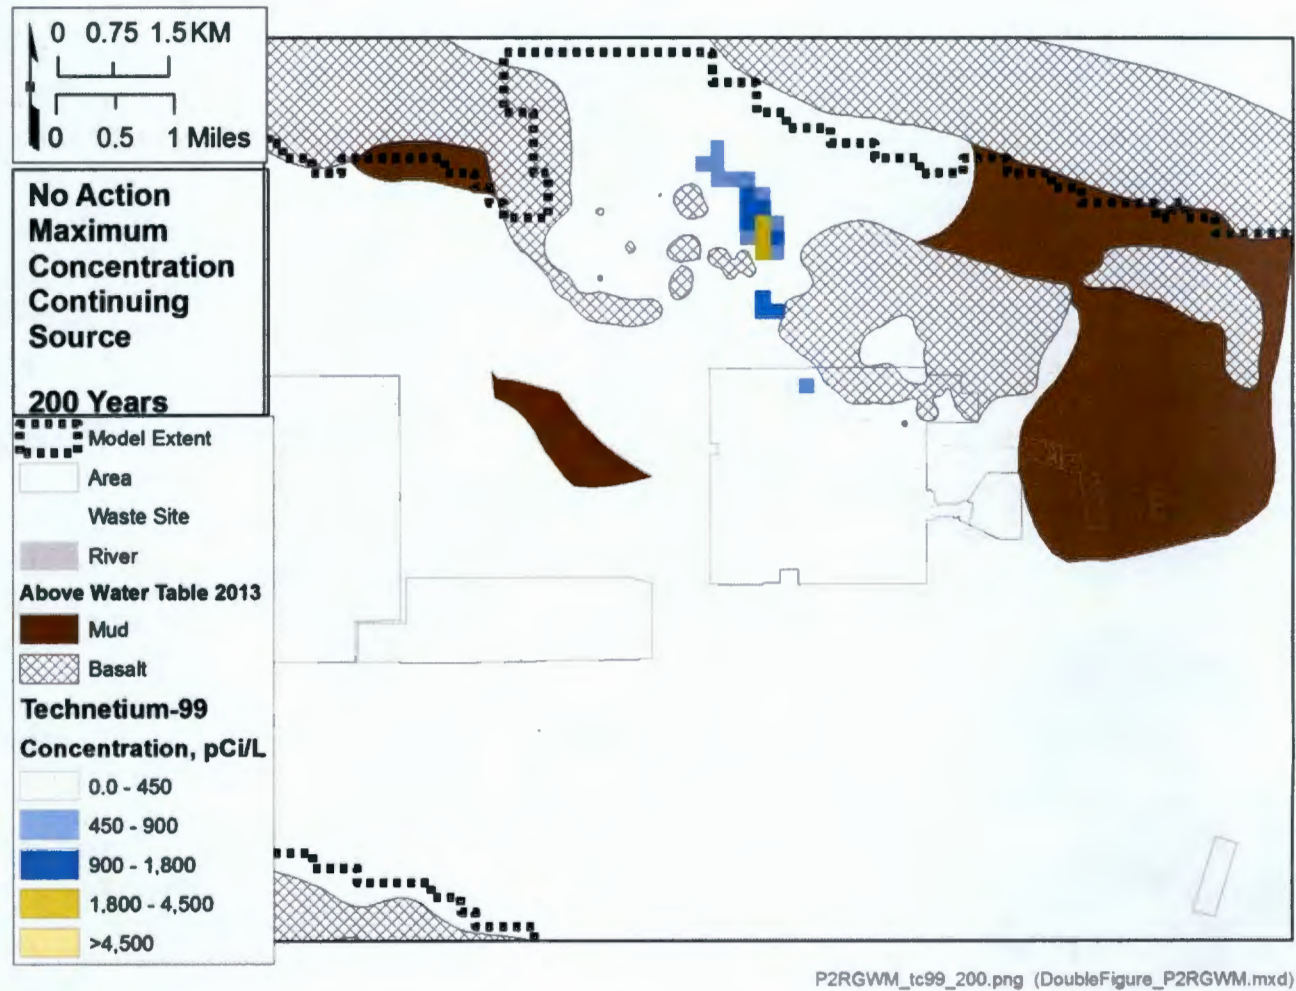 0 0.75 1.5KM
0 0.5 1 Miles
No Action
Maximum
Concentration
Continuing
Source
200 Years
Model Extent
Area
Waste Site
River
Above Water Table 2013
Mud
Basalt
Technetium-99
Concentration, pCi/L
0.0 - 450
450 - 900
900 - 1,800
1.800 - 4,500
>4,500
P2RGWM_tc99_200.png (DoubleFigure_P2RGWM.mxd)